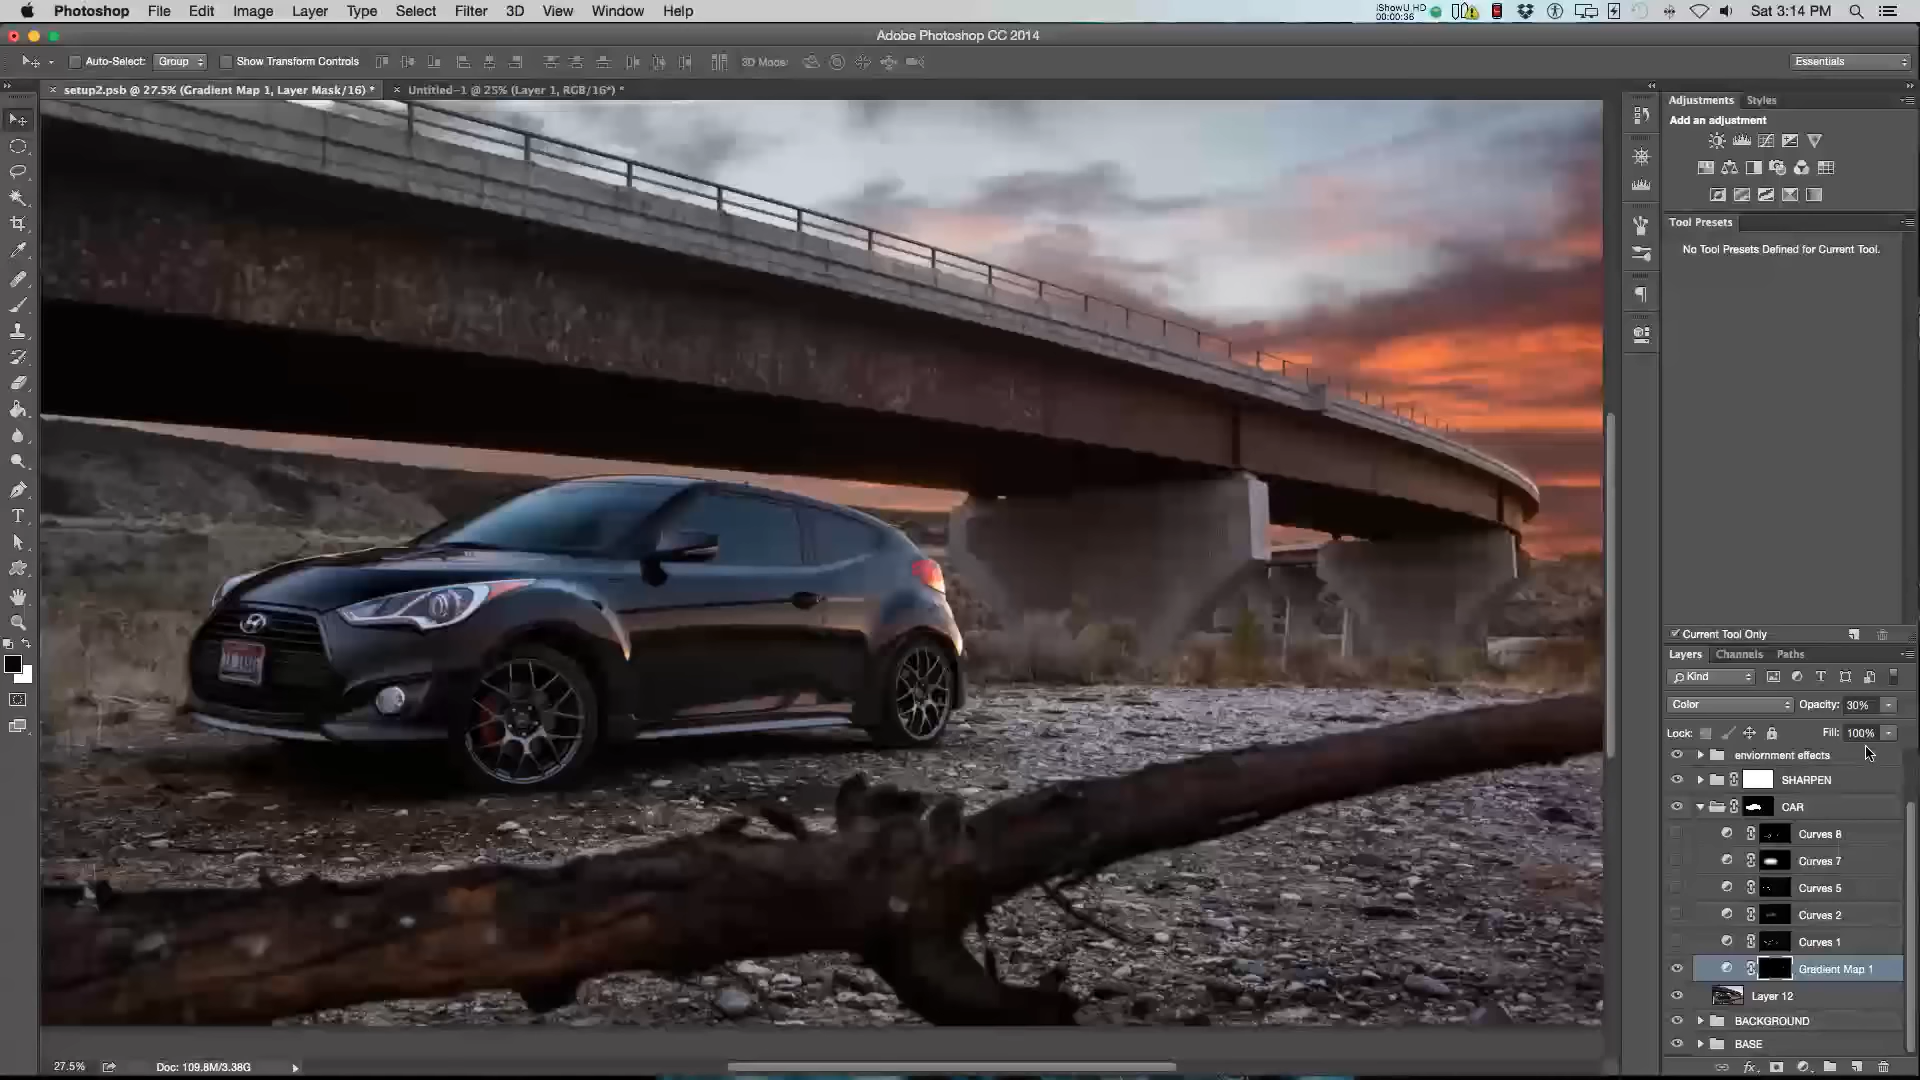 Photoshop File Edit Image Layer Type Select Filter 3D View Window Help
iShowU HD
00:00:36
Sat 3:14 PM
Adobe Photoshop CC 2014
Auto-Select: Group Show Transform Controls 3D Mode: Essentials
setup2.psb @ 27.5% (Gradient Map 1, Layer Mask/16) *
Untitled-1 @ 25% (Layer 1, RGB/16*) *
Adjustments Styles
Add an adjustment
Tool Presets
No Tool Presets Defined for Current Tool.
Current Tool Only
Layers Channels Paths
Kind
Color Opacity: 30%
Lock: Fill: 100%
enviornment effects
SHARPEN
CAR
Curves 8
Curves 7
Curves 5
Curves 2
Curves 1
Gradient Map 1
Layer 12
BACKGROUND
BASE
27.5% Doc: 109.8M/3.38G